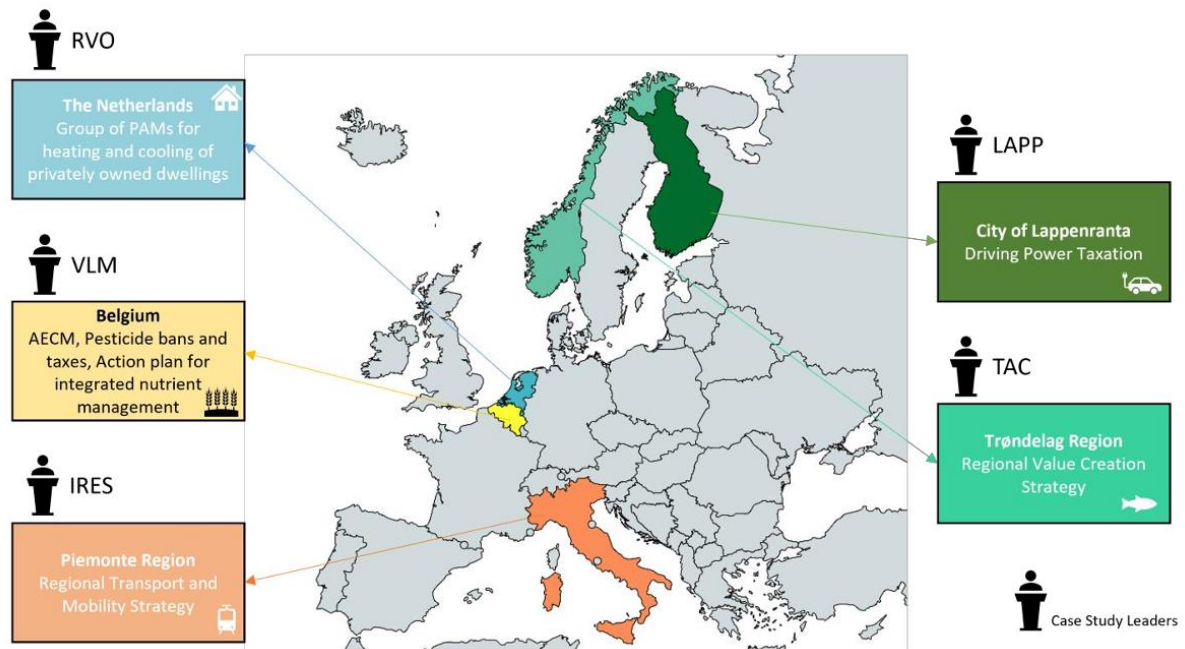 RVO
The Netherlands
Group of PAMs for
heating and cooling of
privately owned dwellings
VLM
Belgium
AECM, Pesticide bans and
taxes, Action plan for
integrated nutrient
management
IRES
Piemonte Region
Regional Transport and
Mobility Strategy
LAPP
City of Lappenranta
Driving Power Taxation
TAC
Trøndelag Region
Regional Value Creation
Strategy
Case Study Leaders